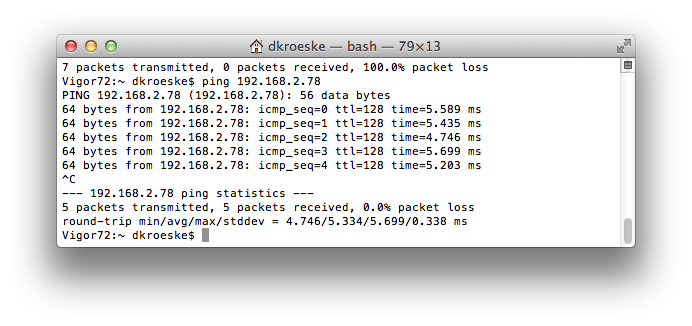 dkroeske — bash — 79×13
7 packets transmitted, 0 packets received, 100.0% packet loss
Vigor72:~ dkroeske$ ping 192.168.2.78
PING 192.168.2.78 (192.168.2.78): 56 data bytes
64 bytes from 192.168.2.78: icmp_seq=0 ttl=128 time=5.589 ms
64 bytes from 192.168.2.78: icmp_seq=1 ttl=128 time=5.435 ms
64 bytes from 192.168.2.78: icmp_seq=2 ttl=128 time=4.746 ms
64 bytes from 192.168.2.78: icmp_seq=3 ttl=128 time=5.699 ms
64 bytes from 192.168.2.78: icmp_seq=4 ttl=128 time=5.203 ms
^C
--- 192.168.2.78 ping statistics ---
5 packets transmitted, 5 packets received, 0.0% packet loss
round-trip min/avg/max/stddev = 4.746/5.334/5.699/0.338 ms
Vigor72:~ dkroeske$